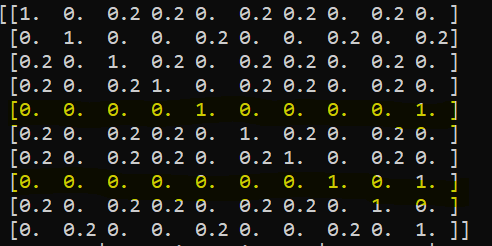 [[1.  0.  0.2 0.2 0.  0.2 0.2 0.  0.2 0. ]
[0.  1.  0.  0.  0.2 0.  0.  0.2 0.  0.2]
[0.2 0.  1.  0.2 0.  0.2 0.2 0.  0.2 0. ]
[0.2 0.  0.2 1.  0.  0.2 0.2 0.  0.2 0. ]
[0.  0.  0.  0.  1.  0.  0.  0.  0.  1. ]
[0.2 0.  0.2 0.2 0.  1.  0.2 0.  0.2 0. ]
[0.2 0.  0.2 0.2 0.  0.2 1.  0.  0.2 0. ]
[0.  0.  0.  0.  0.  0.  0.  1.  0.  1. ]
[0.2 0.  0.2 0.2 0.  0.2 0.2 0.  1.  0. ]
[0.  0.2 0.  0.  0.2 0.  0.  0.2 0.  1. ]]